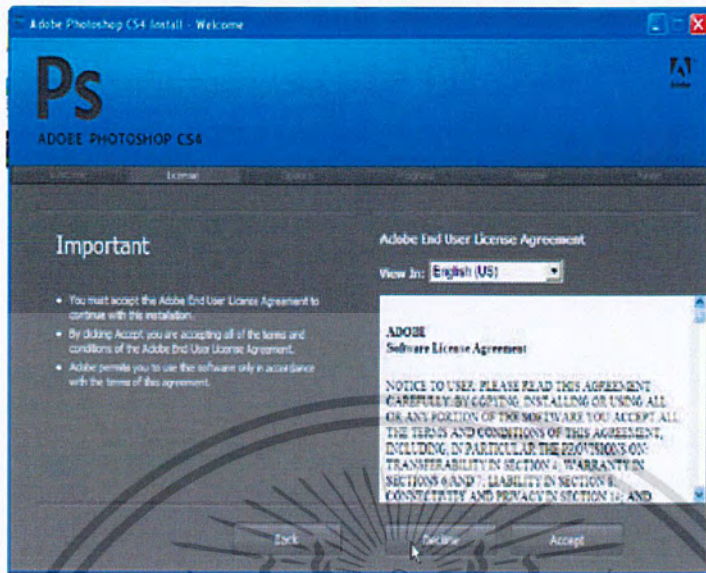 Adobe Photoshop CS4 Install - Welcome
Ps
ADOBE PHOTOSHOP CS4
Adobe
Welcome License Options Progress
Important
• You must accept the Adobe End User License Agreement to
continue with this installation.
• By clicking Accept you are accepting all of the terms and
conditions of the Adobe End User License Agreement.
• Adobe permits you to use the software only in accordance
with the terms of this agreement.
Adobe End User License Agreement
View In: English (US)
ADOBE
Software License Agreement
NOTICE TO USER: PLEASE READ THIS AGREEMENT
CAREFULLY. BY COPYING, INSTALLING OR USING ALL
OR ANY PORTION OF THE SOFTWARE YOU ACCEPT ALL
THE TERMS AND CONDITIONS OF THIS AGREEMENT,
INCLUDING, IN PARTICULAR THE PROVISIONS ON:
TRANSFERABILITY IN SECTION 4; WARRANTY IN
SECTIONS 6 AND 7; LIABILITY IN SECTION 8;
CONNECTIVITY AND PRIVACY IN SECTION 14; AND
Back Decline Accept